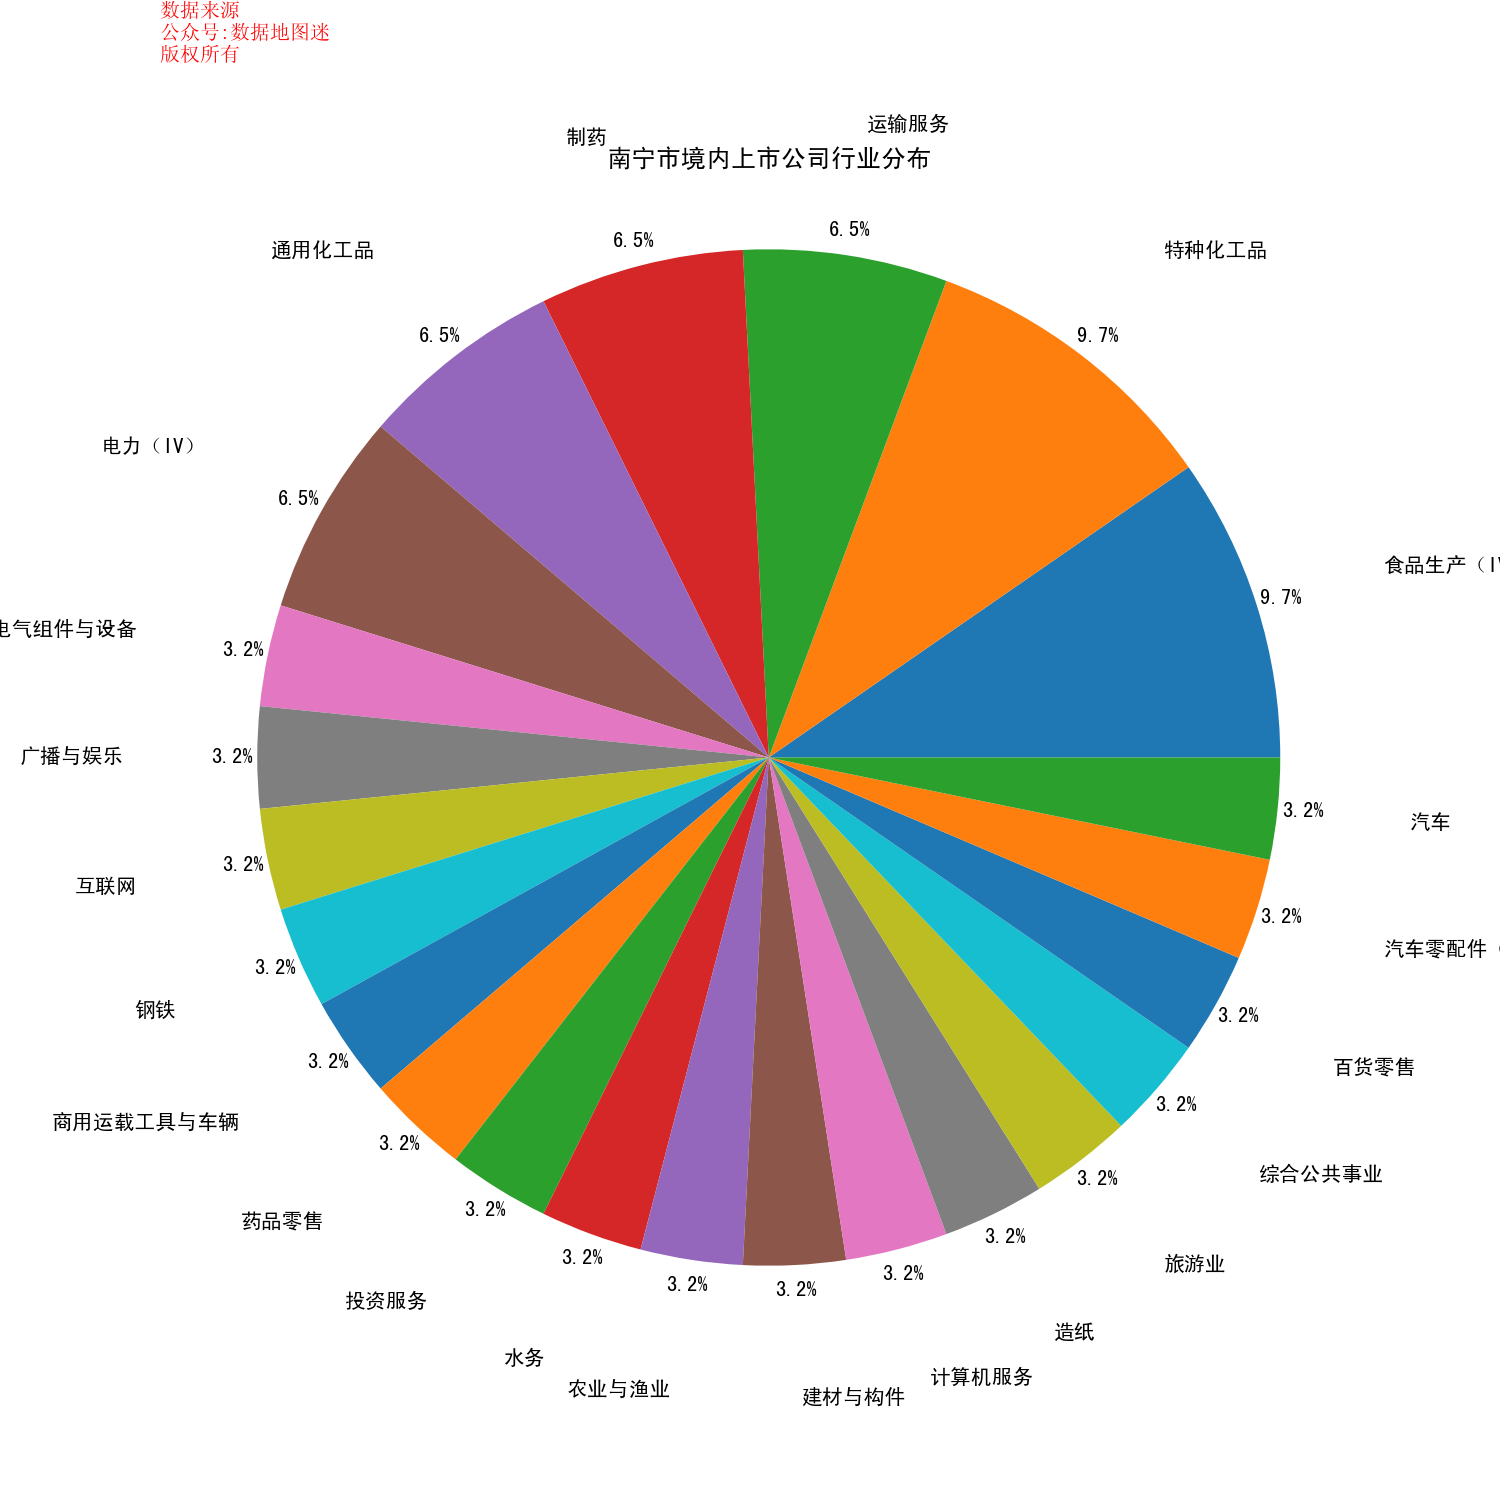 数据来源
公众号:数据地图迷
版权所有
运输服务
制药
南宁市境内上市公司行业分布
6.5%
6.5%
特种化工品
通用化工品
9.7%
6.5%
电力（IV）
6.5%
食品生产（IV
9.7%
电气组件与设备
3.2%
广播与娱乐
3.2%
3.2%
汽车
互联网
3.2%
3.2%
汽车零配件（
钢铁
3.2%
3.2%
百货零售
商用运载工具与车辆
3.2%
3.2%
综合公共事业
药品零售
3.2%
3.2%
旅游业
投资服务
3.2%
3.2%
造纸
水务
3.2%
3.2%
计算机服务
农业与渔业
3.2%
3.2%
建材与构件